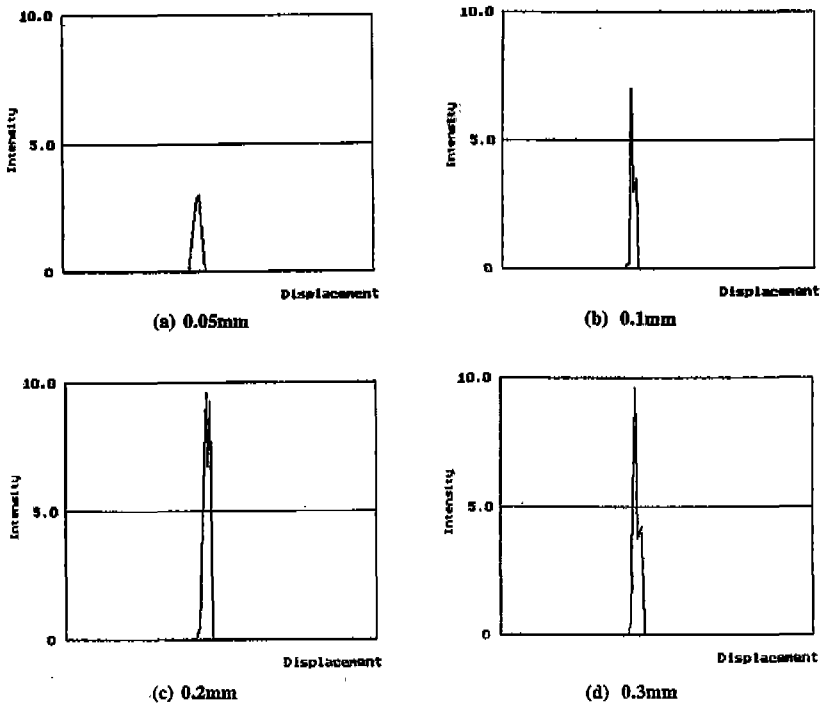 10.0
Intensity
5.0
0
Displacement
(a) 0.05mm
10.0
Intensity
5.0
0
Displacement
(b) 0.1mm
10.0
Intensity
5.0
0
Displacement
(c) 0.2mm
10.0
Intensity
5.0
0
Displacement
(d) 0.3mm